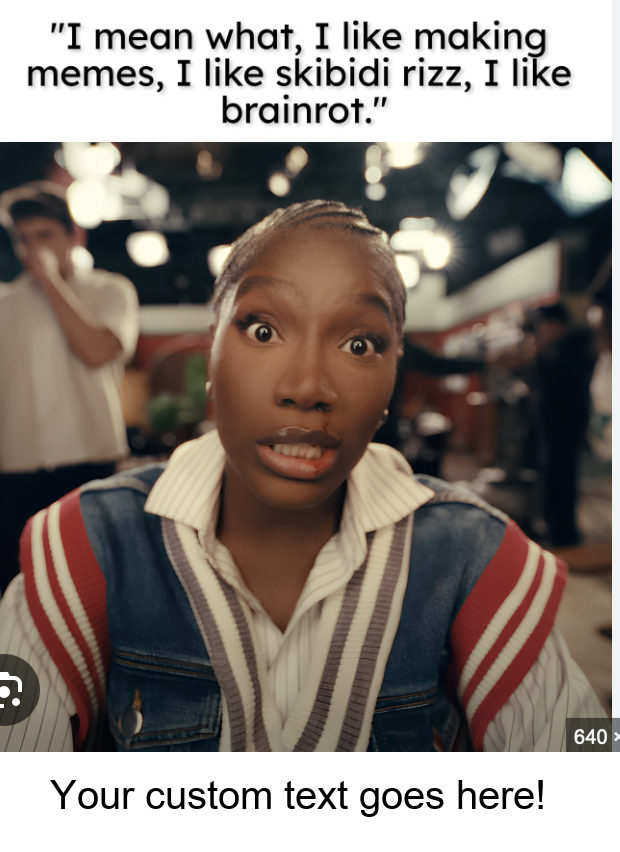 "I mean what, I like making
memes, I like skibidi rizz, I like
brainrot."
640 ×
Your custom text goes here!